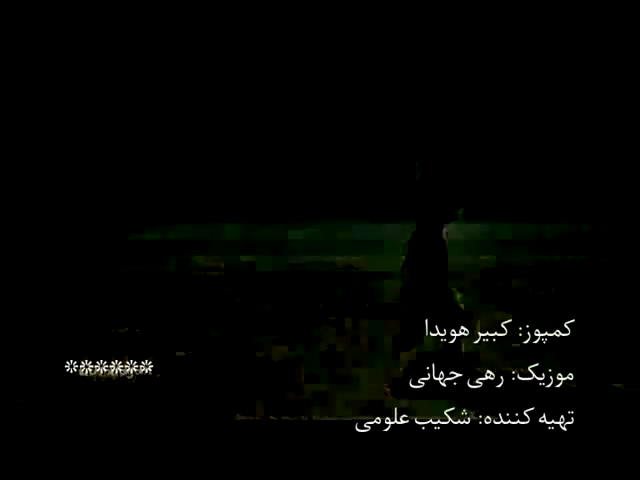 کمپوز: کبیر هویدا
موزیک: رهی جهانی
******
تهیه کننده: شکیب علومی